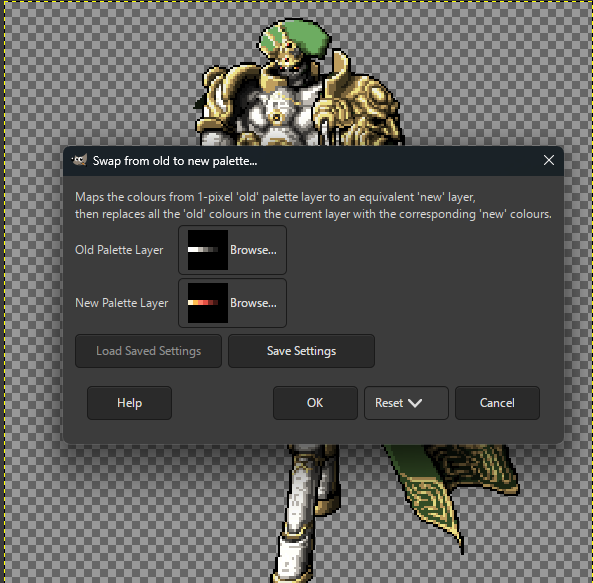 Swap from old to new palette...
Maps the colours from 1-pixel 'old' palette layer to an equivalent 'new' layer,
then replaces all the 'old' colours in the current layer with the corresponding 'new' colours.
Old Palette Layer Browse...
New Palette Layer Browse...
Load Saved Settings Save Settings
Help OK Reset Cancel